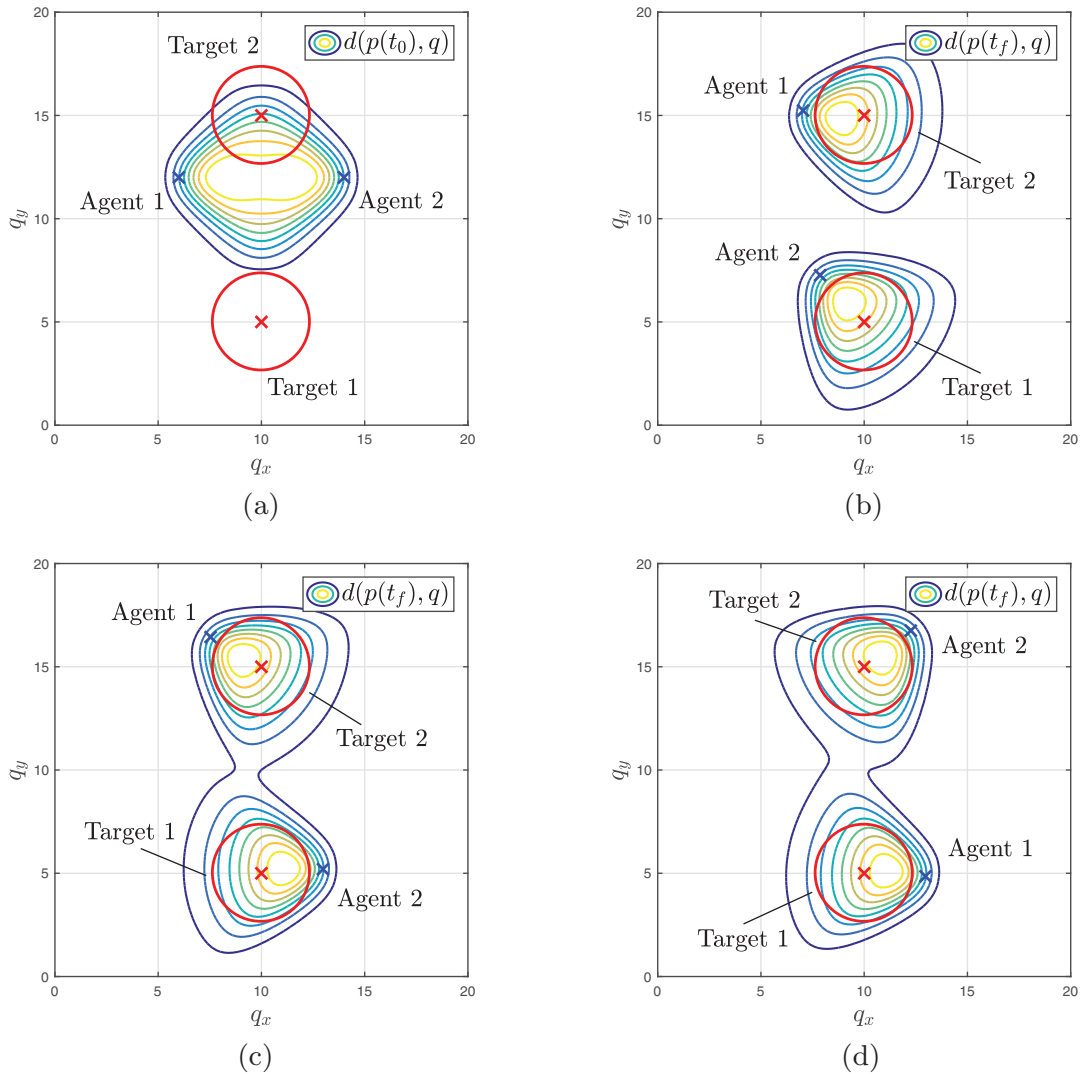 20
15
10
5
0
0
5
10
15
20
q_y
q_x
d(p(t_0), q)
Target 2
Agent 1
Agent 2
Target 1
(a)
20
15
10
5
0
0
5
10
15
20
q_y
q_x
d(p(t_f), q)
Agent 1
Target 2
Agent 2
Target 1
(b)
20
15
10
5
0
0
5
10
15
20
q_y
q_x
d(p(t_f), q)
Agent 1
Target 2
Target 1
Agent 2
(c)
20
15
10
5
0
0
5
10
15
20
q_y
q_x
d(p(t_f), q)
Target 2
Agent 2
Agent 1
Target 1
(d)